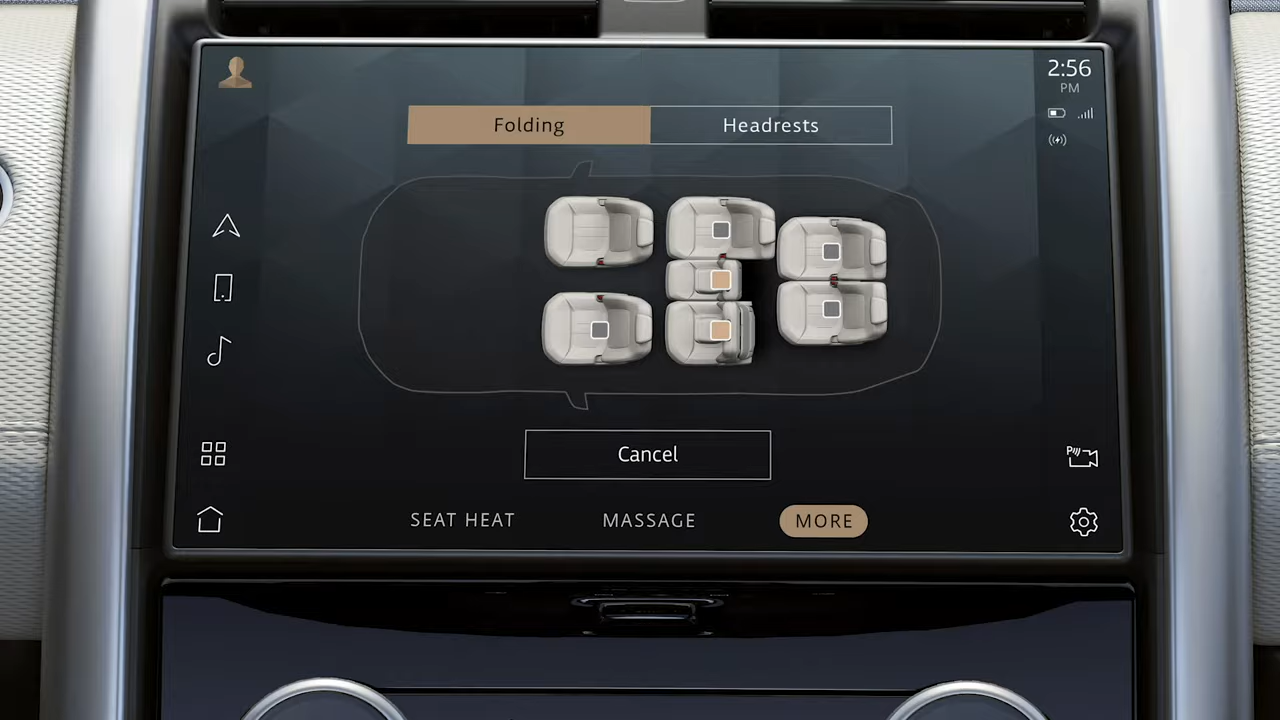 2:56
PM
Folding
Headrests
Cancel
SEAT HEAT
MASSAGE
MORE